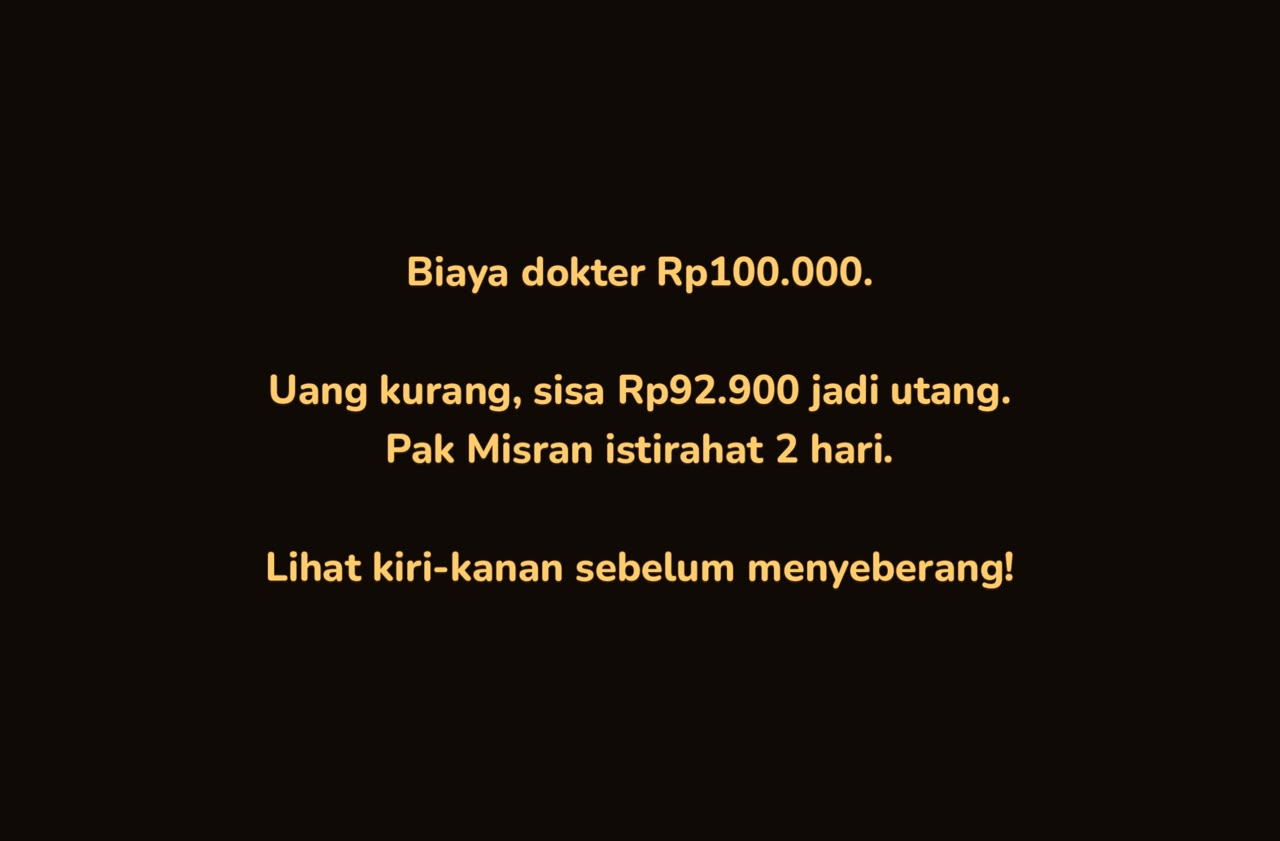 Biaya dokter Rp100.000.
Uang kurang, sisa Rp92.900 jadi utang.
Pak Misran istirahat 2 hari.
Lihat kiri-kanan sebelum menyeberang!